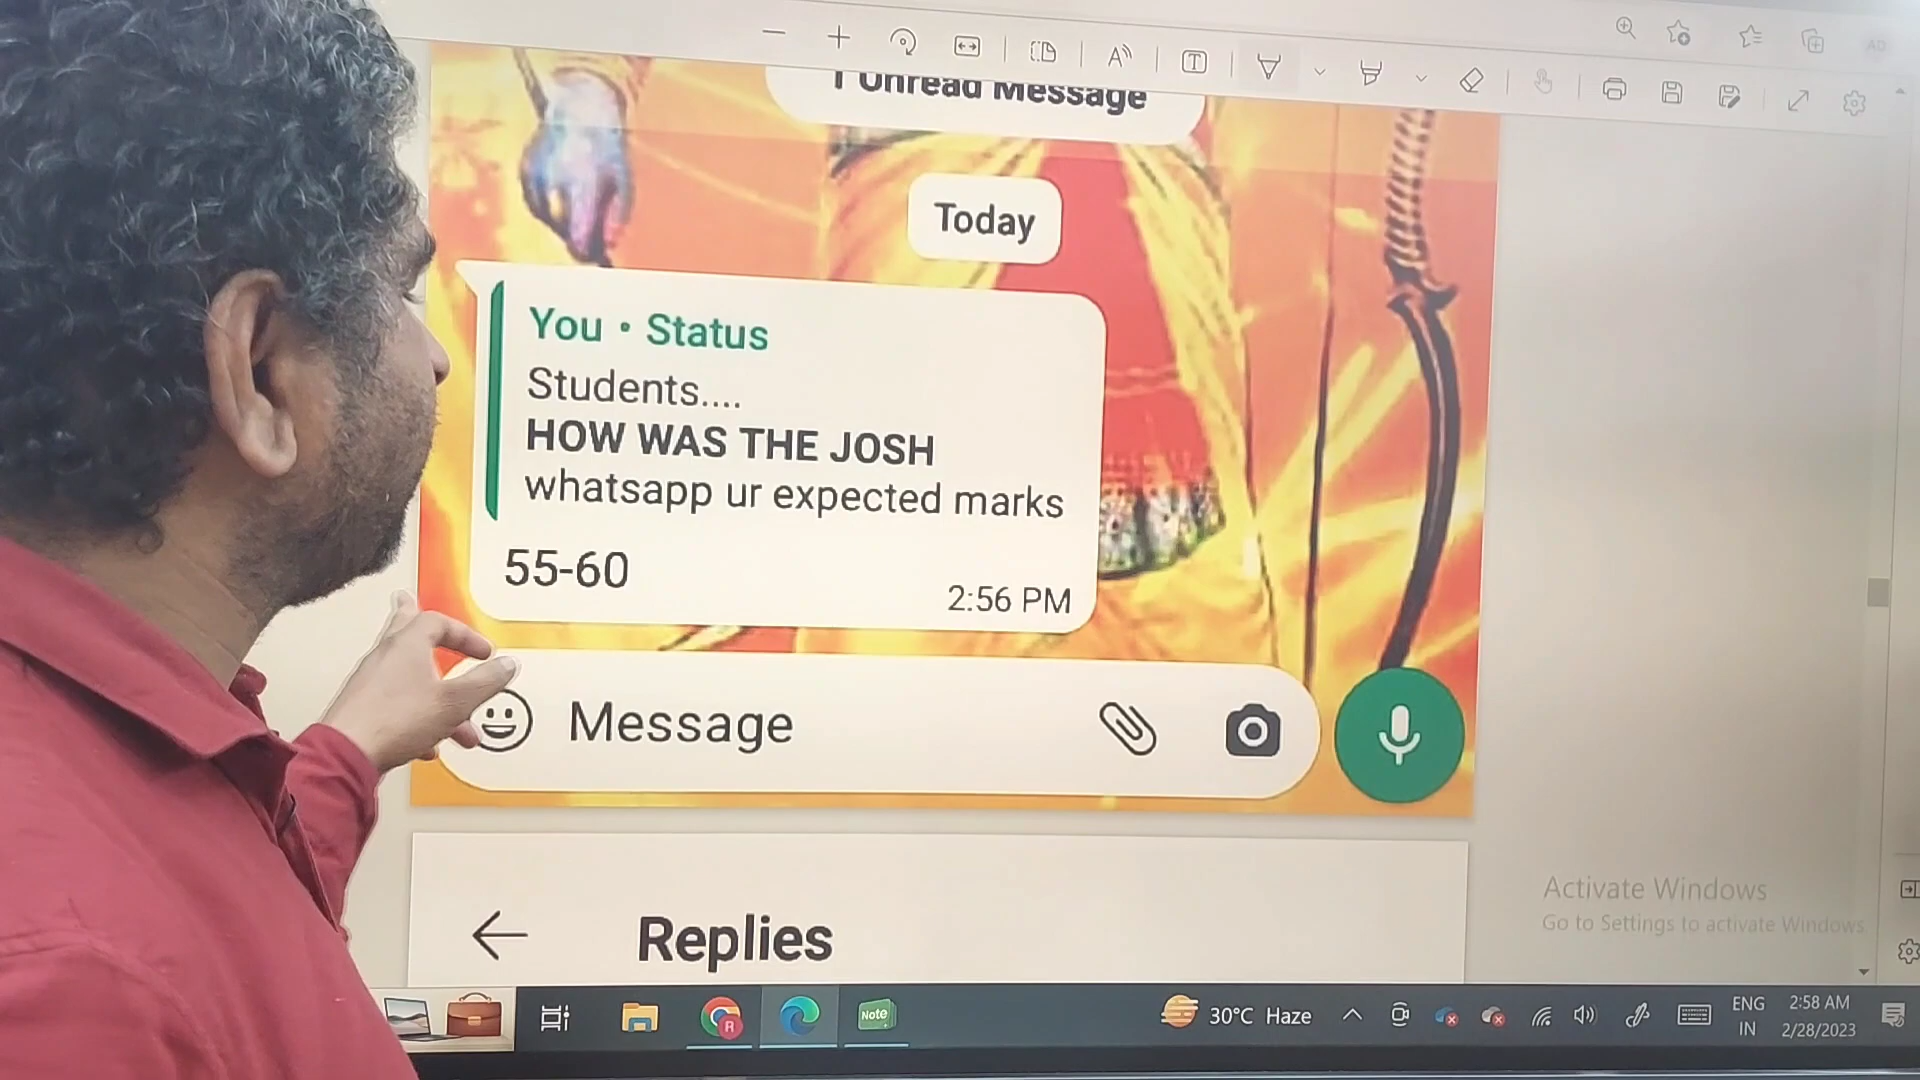 AD
1 Unread Message
Today
You • Status
Students....
HOW WAS THE JOSH
whatsapp ur expected marks
55-60
2:56 PM
Message
Replies
Activate Windows
Go to Settings to activate Windows.
Note
30°C Haze
ENG
IN
2:58 AM
2/28/2023